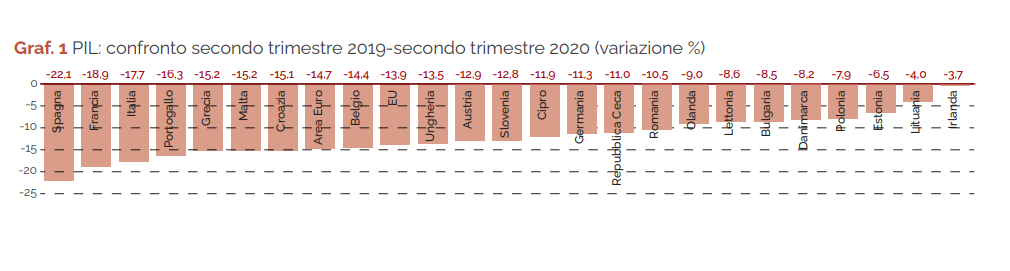 Graf. 1 PIL: confronto secondo trimestre 2019-secondo trimestre 2020 (variazione %)
-22,1 -18,9 -17,7 -16,3 -15,2 -15,2 -15,1 -14,7 -14,4 -13,9 -13,5 -12,9 -12,8 -11,9 -11,3 -11,0 -10,5 -9,0 -8,6 -8,5 -8,2 -7,9 -6,5 -4,0 -3,7
0
-5
-10
-15
-20
-25
Spagna
Francia
Italia
Portogallo
Grecia
Malta
Croazia
Area Euro
Belgio
EU
Ungheria
Austria
Slovenia
Cipro
Germania
Repubblica Ceca
Romania
Olanda
Lettonia
Bulgaria
Danimarca
Polonia
Estonia
Lituania
Irlanda